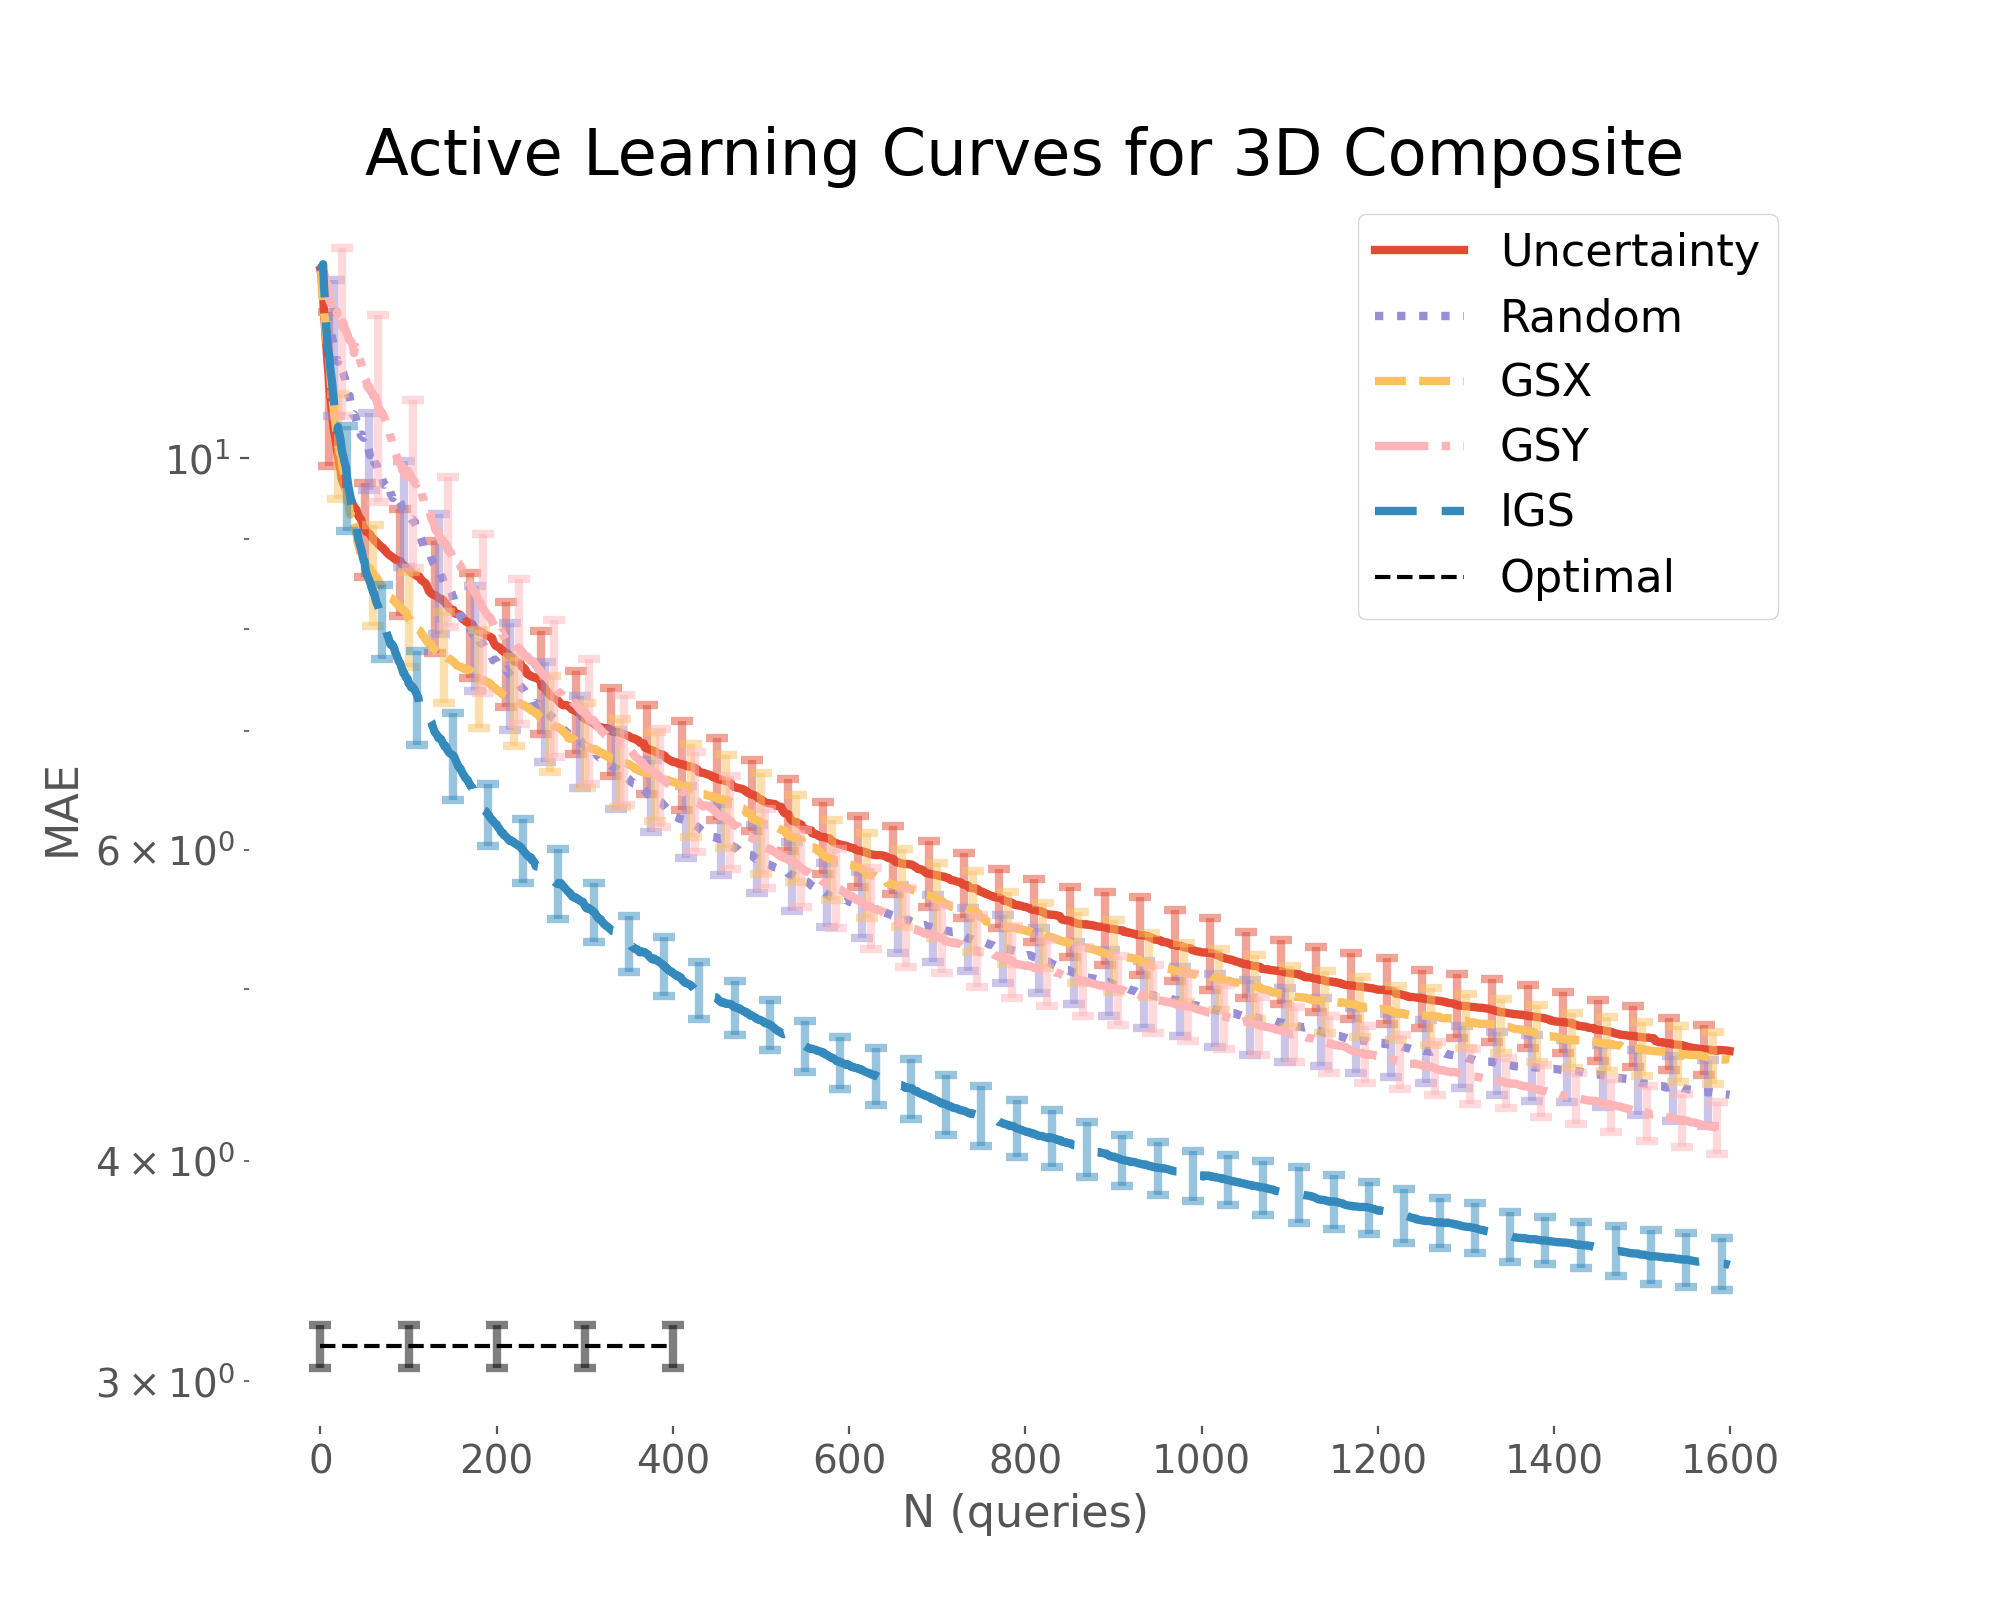 Active Learning Curves for 3D Composite
Uncertainty
Random
GSX
GSY
IGS
Optimal
MAE
10¹
6 × 10⁰
4 × 10⁰
3 × 10⁰
0 200 400 600 800 1000 1200 1400 1600
N (queries)